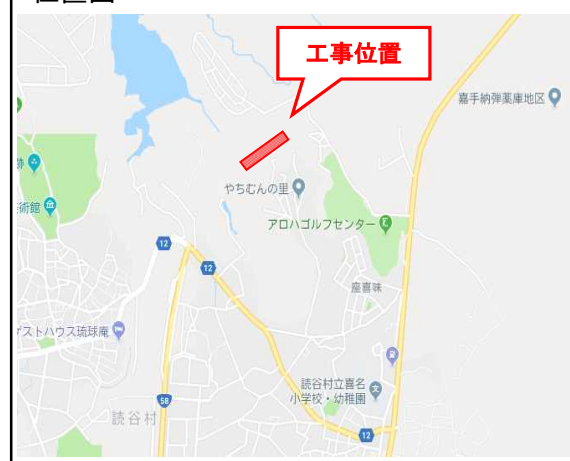 工事位置
嘉手納弾薬庫地区
跡
やちむんの里
術館
アロハゴルフセンター
12
12
座喜味
ゲストハウス琉球庵
読谷村立喜名
小学校・幼稚園
58
読谷村
12